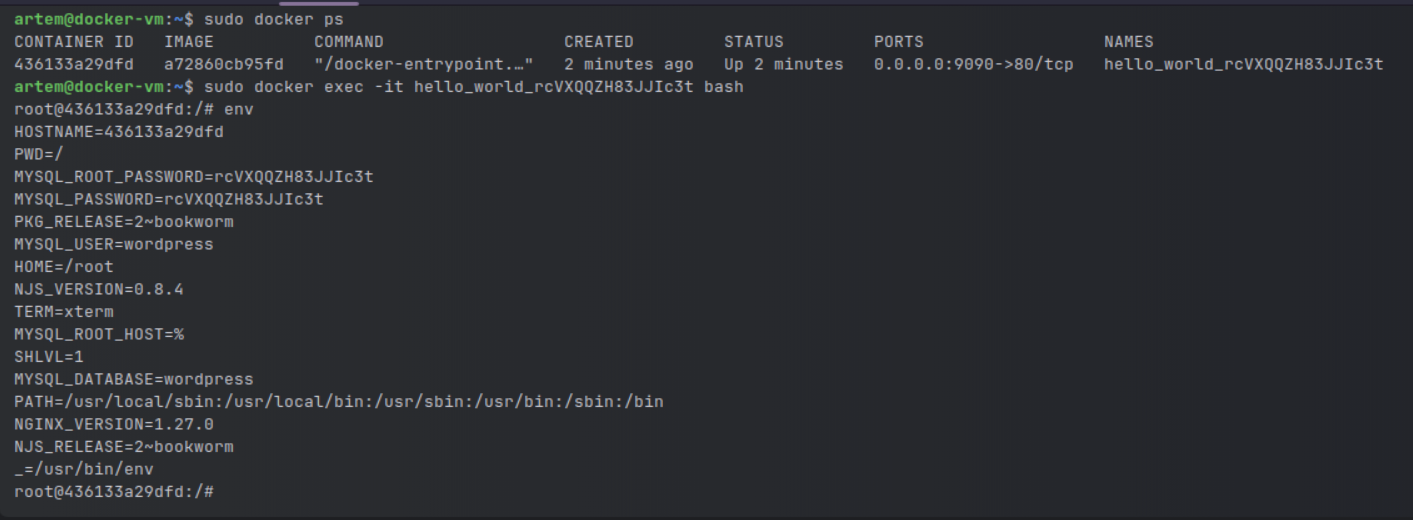 artem@docker-vm:~$ sudo docker ps
CONTAINER ID   IMAGE          COMMAND                  CREATED         STATUS         PORTS                  NAMES
436133a29dfd   a72860cb95fd   "/docker-entrypoint.…"   2 minutes ago   Up 2 minutes   0.0.0.0:9090->80/tcp   hello_world_rcVXQQZH83JJIc3t
artem@docker-vm:~$ sudo docker exec -it hello_world_rcVXQQZH83JJIc3t bash
root@436133a29dfd:/# env
HOSTNAME=436133a29dfd
PWD=/
MYSQL_ROOT_PASSWORD=rcVXQQZH83JJIc3t
MYSQL_PASSWORD=rcVXQQZH83JJIc3t
PKG_RELEASE=2~bookworm
MYSQL_USER=wordpress
HOME=/root
NJS_VERSION=0.8.4
TERM=xterm
MYSQL_ROOT_HOST=%
SHLVL=1
MYSQL_DATABASE=wordpress
PATH=/usr/local/sbin:/usr/local/bin:/usr/sbin:/usr/bin:/sbin:/bin
NGINX_VERSION=1.27.0
NJS_RELEASE=2~bookworm
_=/usr/bin/env
root@436133a29dfd:/#